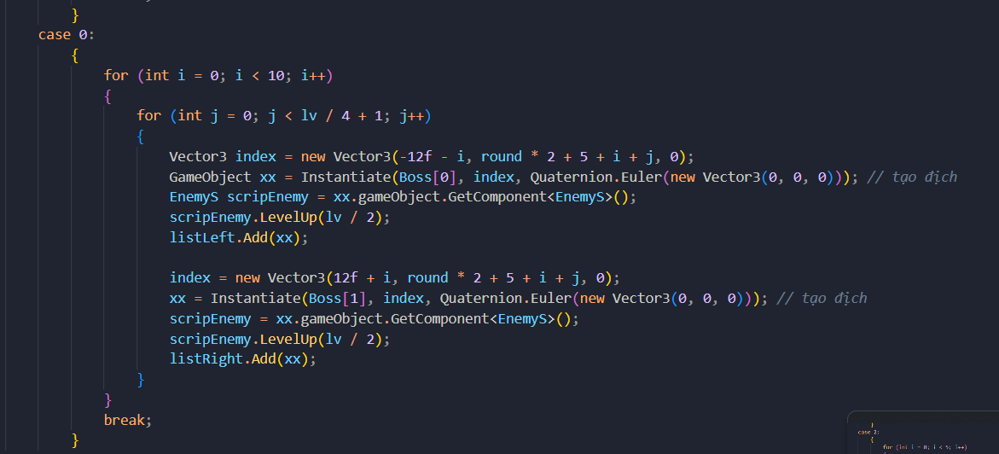 }
case 0:
{
for (int i = 0; i < 10; i++)
{
for (int j = 0; j < lv / 4 + 1; j++)
{
Vector3 index = new Vector3(-12f - i, round * 2 + 5 + i + j, 0);
GameObject xx = Instantiate(Boss[0], index, Quaternion.Euler(new Vector3(0, 0, 0))); // tạo địch
EnemyS scripEnemy = xx.gameObject.GetComponent<EnemyS>();
scripEnemy.LevelUp(lv / 2);
listLeft.Add(xx);
index = new Vector3(12f + i, round * 2 + 5 + i + j, 0);
xx = Instantiate(Boss[1], index, Quaternion.Euler(new Vector3(0, 0, 0))); // tạo địch
scripEnemy = xx.gameObject.GetComponent<EnemyS>();
scripEnemy.LevelUp(lv / 2);
listRight.Add(xx);
}
}
break;
}
}
case 2:
{
for (int i = 0; i < 5; i++)